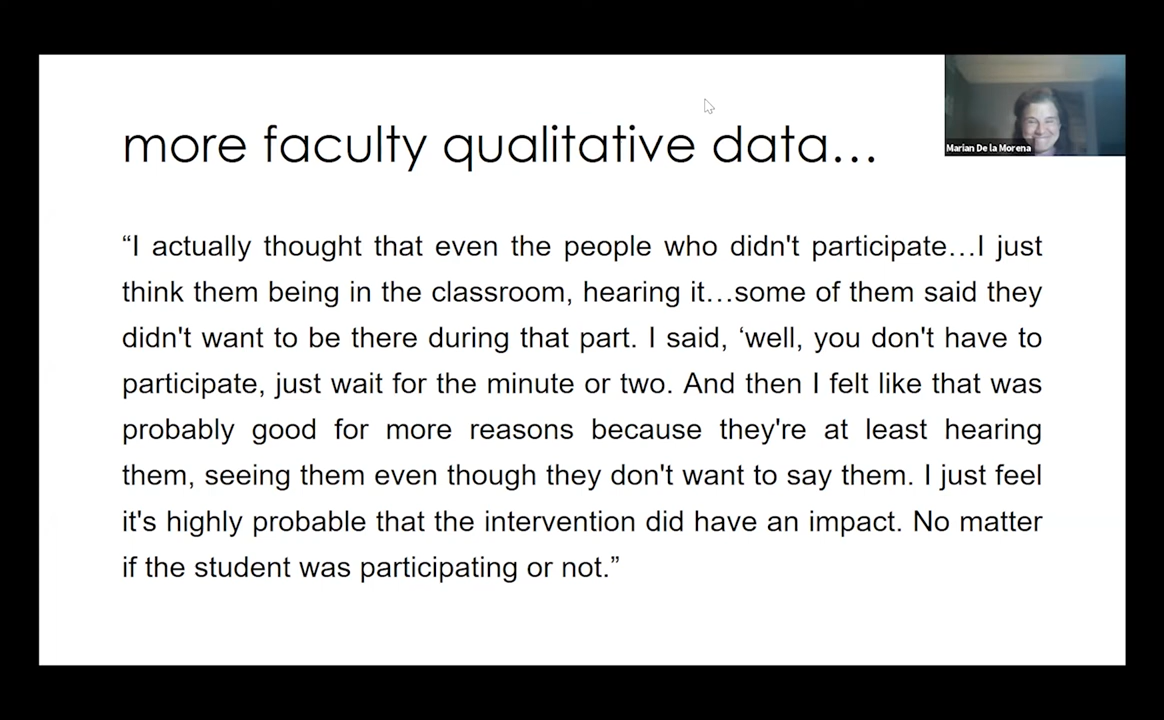 more faculty qualitative data…
Marian De la Morena
“I actually thought that even the people who didn't participate…I just
think them being in the classroom, hearing it…some of them said they
didn't want to be there during that part. I said, ‘well, you don't have to
participate, just wait for the minute or two. And then I felt like that was
probably good for more reasons because they're at least hearing
them, seeing them even though they don't want to say them. I just feel
it's highly probable that the intervention did have an impact. No matter
if the student was participating or not.”